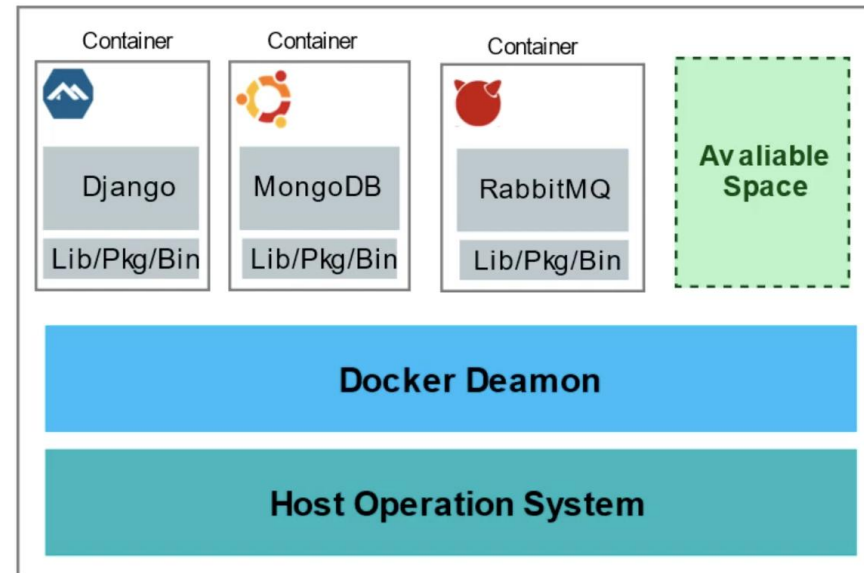 Container
Container
Container
Django
MongoDB
RabbitMQ
Lib/Pkg/Bin
Lib/Pkg/Bin
Lib/Pkg/Bin
Avaliable
Space
Docker Deamon
Host Operation System